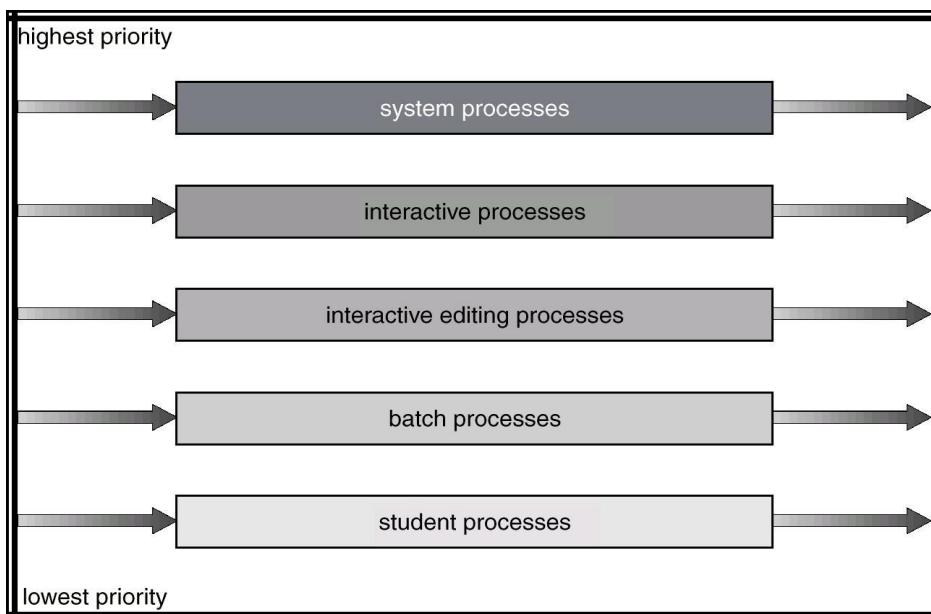 highest priority
system processes
interactive processes
interactive editing processes
batch processes
student processes
lowest priority